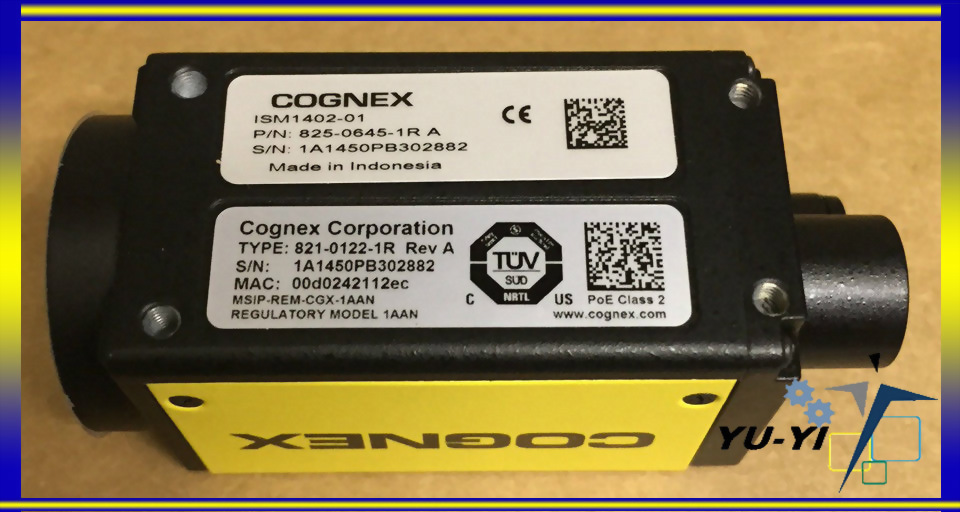 COGNEX
ISM1402-01
P/N: 825-0645-1R A
S/N: 1A1450PB302882
Made in Indonesia
CE
Cognex Corporation
TYPE: 821-0122-1R Rev A
S/N: 1A1450PB302882
MAC: 00d0242112ec
MSIP-REM-CGX-1AAN
REGULATORY MODEL 1AAN
TÜV
SÜD
C NRTL US
PoE Class 2
www.cognex.com
COGNEX
YU-YI